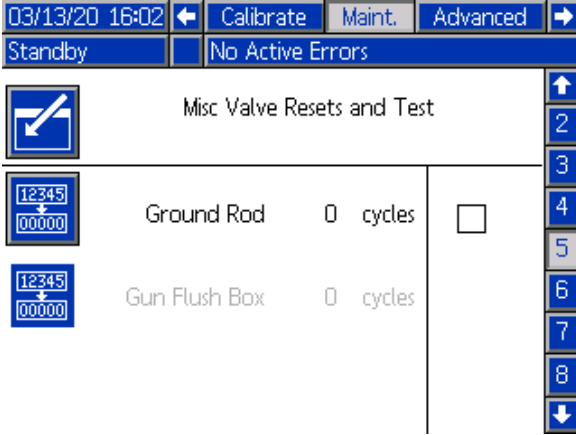 03/13/20 16:02 Calibrate Maint. Advanced
Standby No Active Errors
Misc Valve Resets and Test
2
3
12345
00000
Ground Rod 0 cycles
4
5
12345
00000
Gun Flush Box 0 cycles
6
7
8